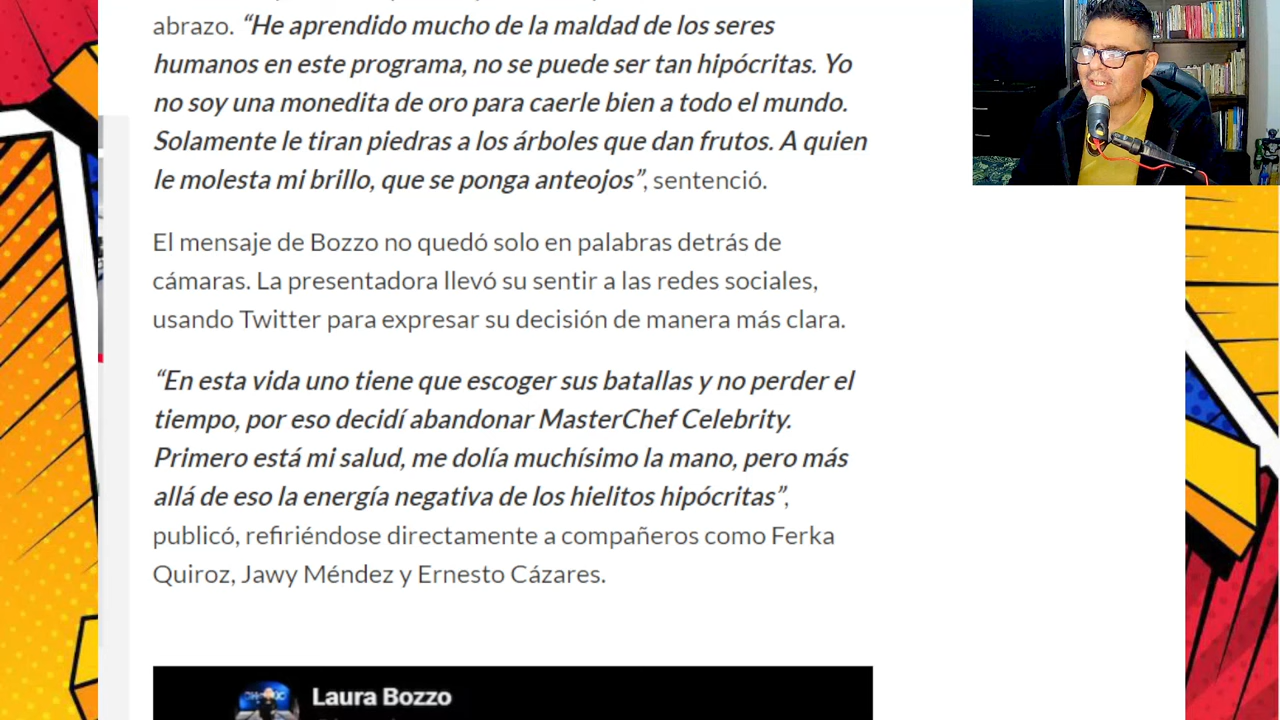 abrazo. “He aprendido mucho de la maldad de los seres
humanos en este programa, no se puede ser tan hipócritas. Yo
no soy una monedita de oro para caerle bien a todo el mundo.
Solamente le tiran piedras a los árboles que dan frutos. A quien
le molesta mi brillo, que se ponga anteojos”, sentenció.
El mensaje de Bozzo no quedó solo en palabras detrás de
cámaras. La presentadora llevó su sentir a las redes sociales,
usando Twitter para expresar su decisión de manera más clara.
“En esta vida uno tiene que escoger sus batallas y no perder el
tiempo, por eso decidí abandonar MasterChef Celebrity.
Primero está mi salud, me dolía muchísimo la mano, pero más
allá de eso la energía negativa de los hielitos hipócritas”,
publicó, refiriéndose directamente a compañeros como Ferka
Quiroz, Jawy Méndez y Ernesto Cázares.
Laura Bozzo